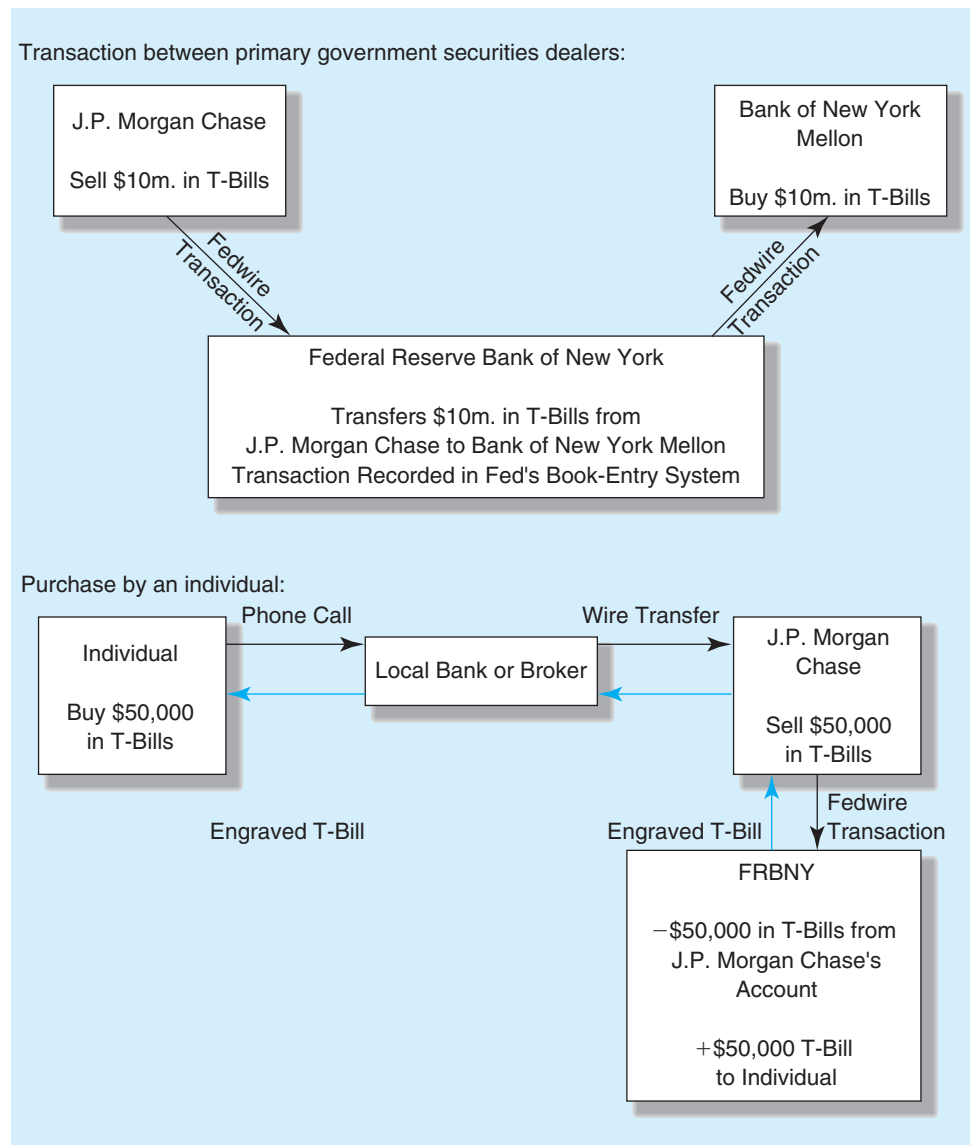 Transaction between primary government securities dealers:
J.P. Morgan Chase
Sell $10m. in T-Bills
Bank of New York
Mellon
Buy $10m. in T-Bills
Fedwire
Transaction
Fedwire
Transaction
Federal Reserve Bank of New York
Transfers $10m. in T-Bills from
J.P. Morgan Chase to Bank of New York Mellon
Transaction Recorded in Fed's Book-Entry System
Purchase by an individual:
Individual
Buy $50,000
in T-Bills
Phone Call
Local Bank or Broker
Wire Transfer
J.P. Morgan
Chase
Sell $50,000
in T-Bills
Engraved T-Bill
Engraved T-Bill
Fedwire
Transaction
FRBNY
−$50,000 in T-Bills from
J.P. Morgan Chase's
Account
+$50,000 T-Bill
to Individual